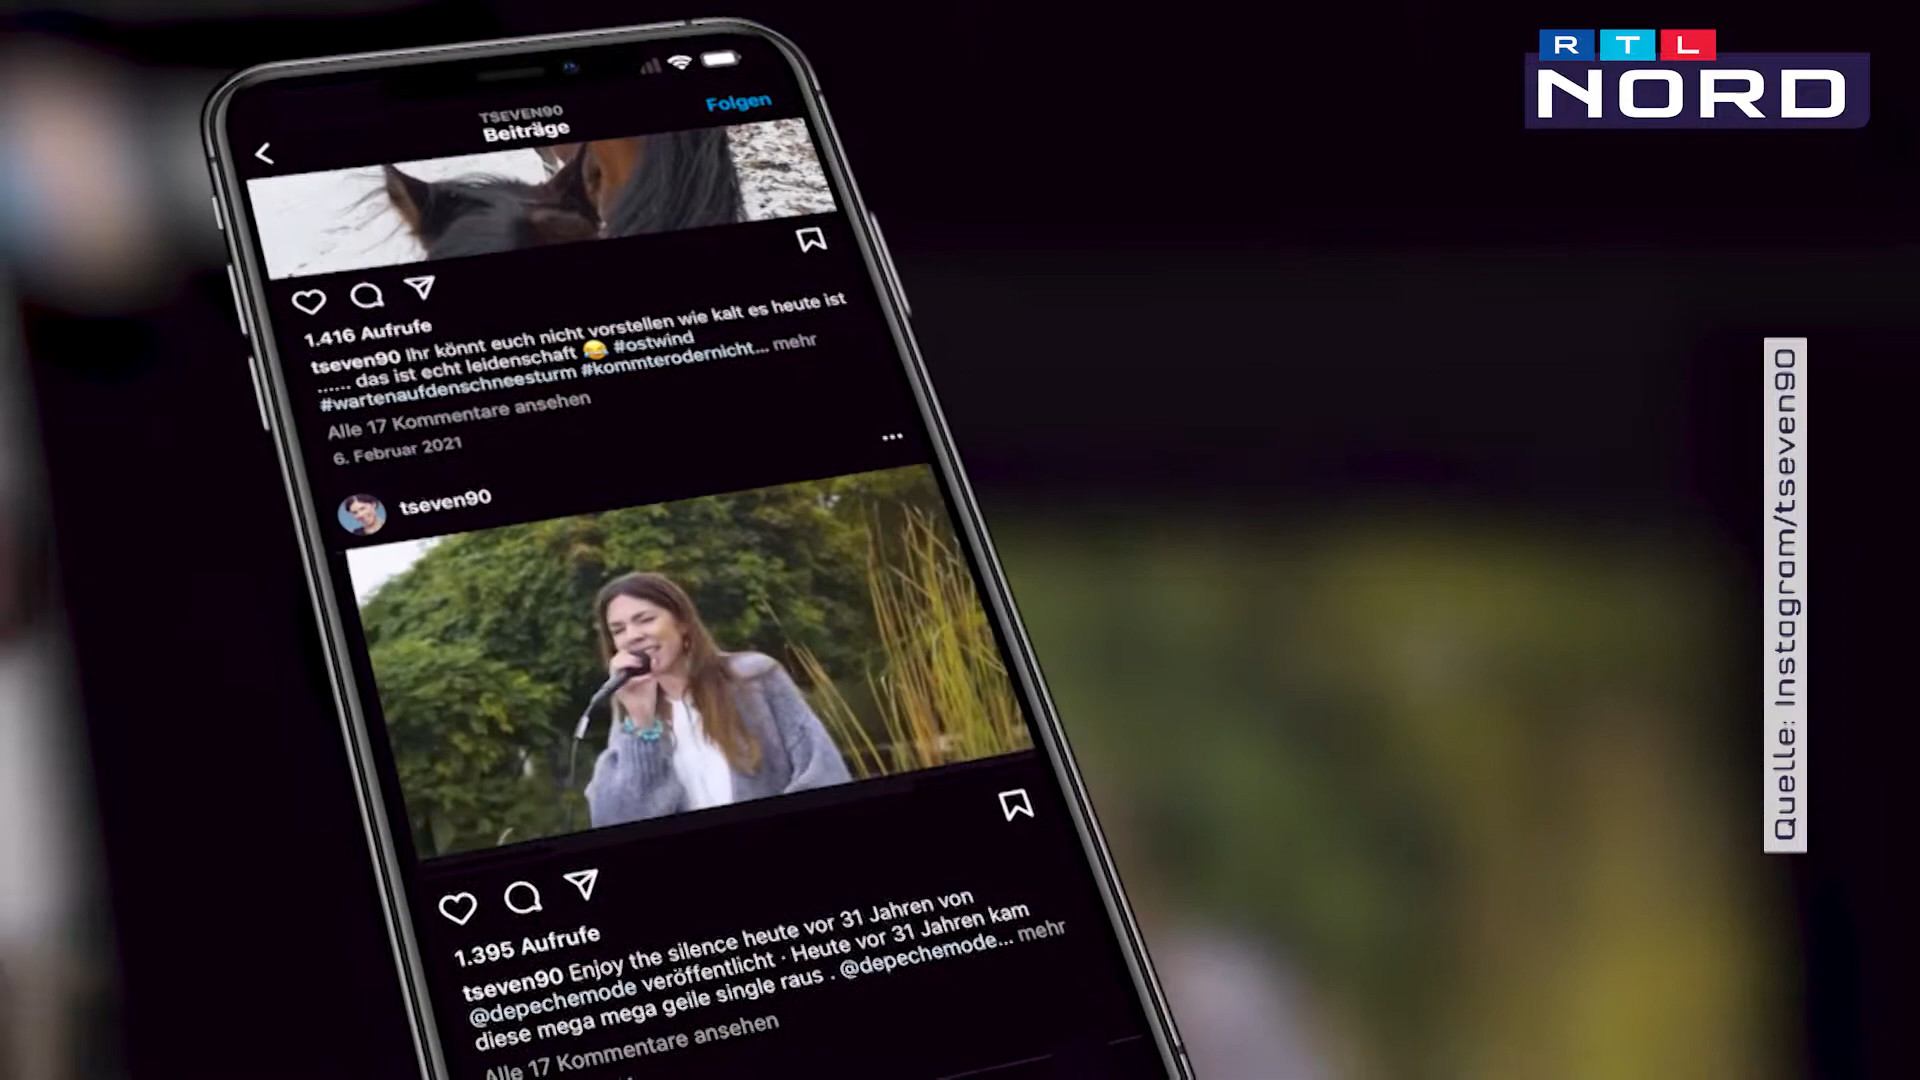 RTL
NORD
TSEVEN90
Beiträge
Folgen
1.416 Aufrufe
tseven90 Ihr könnt euch nicht vorstellen wie kalt es heute ist
...... das ist echt leidenschaft 😂 #ostwind
#wartenaufdenschneesturm #kommterodernicht... mehr
Alle 17 Kommentare ansehen
6. Februar 2021
tseven90
1.395 Aufrufe
tseven90 Enjoy the silence heute vor 31 Jahren von
@depechemode veröffentlicht · Heute vor 31 Jahren kam
diese mega mega geile single raus . @depechemode... mehr
Alle 17 Kommentare ansehen
Quelle: Instagram/tseven90